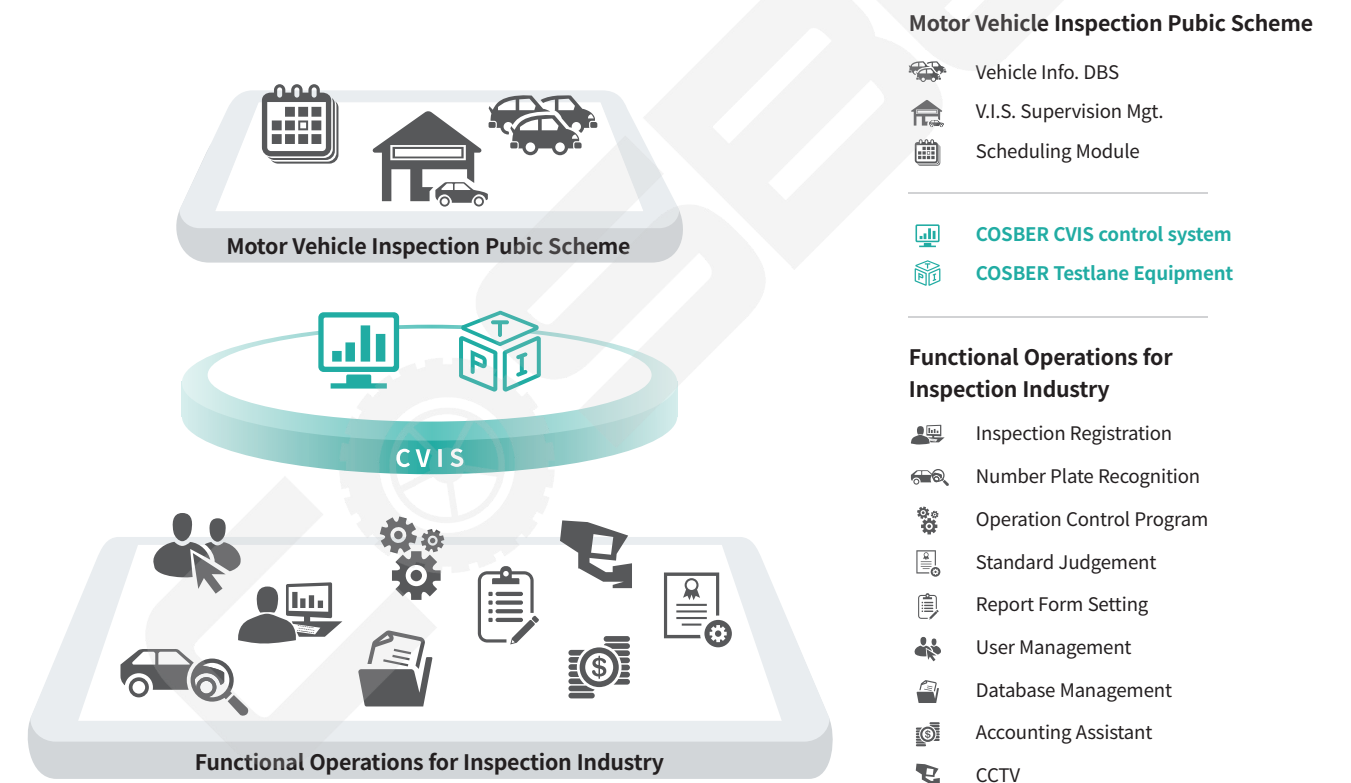 Motor Vehicle Inspection Pubic Scheme
T
P I
CVIS
$
Functional Operations for Inspection Industry
Motor Vehicle Inspection Pubic Scheme
Vehicle Info. DBS
V.I.S. Supervision Mgt.
Scheduling Module
COSBER CVIS control system
COSBER Testlane Equipment
Functional Operations for
Inspection Industry
Inspection Registration
Number Plate Recognition
Operation Control Program
Standard Judgement
Report Form Setting
User Management
Database Management
Accounting Assistant
CCTV